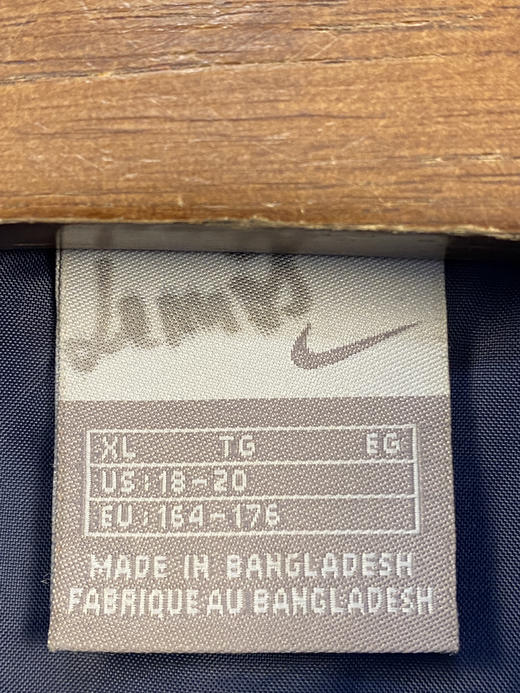 XL TG EG
US: 18-20
EU: 164-176
MADE IN BANGLADESH
FABRIQUE AU BANGLADESH